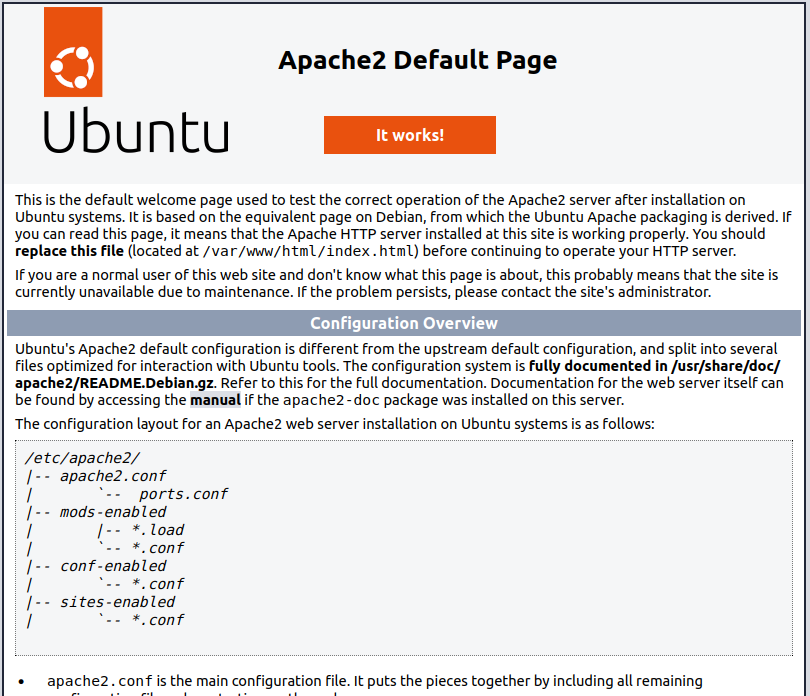 Apache2 Default Page
Ubuntu
It works!
This is the default welcome page used to test the correct operation of the Apache2 server after installation on
Ubuntu systems. It is based on the equivalent page on Debian, from which the Ubuntu Apache packaging is derived. If
you can read this page, it means that the Apache HTTP server installed at this site is working properly. You should
replace this file (located at /var/www/html/index.html) before continuing to operate your HTTP server.
If you are a normal user of this web site and don't know what this page is about, this probably means that the site is
currently unavailable due to maintenance. If the problem persists, please contact the site's administrator.
Configuration Overview
Ubuntu's Apache2 default configuration is different from the upstream default configuration, and split into several
files optimized for interaction with Ubuntu tools. The configuration system is fully documented in /usr/share/doc/
apache2/README.Debian.gz. Refer to this for the full documentation. Documentation for the web server itself can
be found by accessing the manual if the apache2-doc package was installed on this server.
The configuration layout for an Apache2 web server installation on Ubuntu systems is as follows:
/etc/apache2/
|-- apache2.conf
|       `--  ports.conf
|-- mods-enabled
|       |-- *.load
|       `-- *.conf
|-- conf-enabled
|       `-- *.conf
|-- sites-enabled
|       `-- *.conf
• apache2.conf is the main configuration file. It puts the pieces together by including all remaining